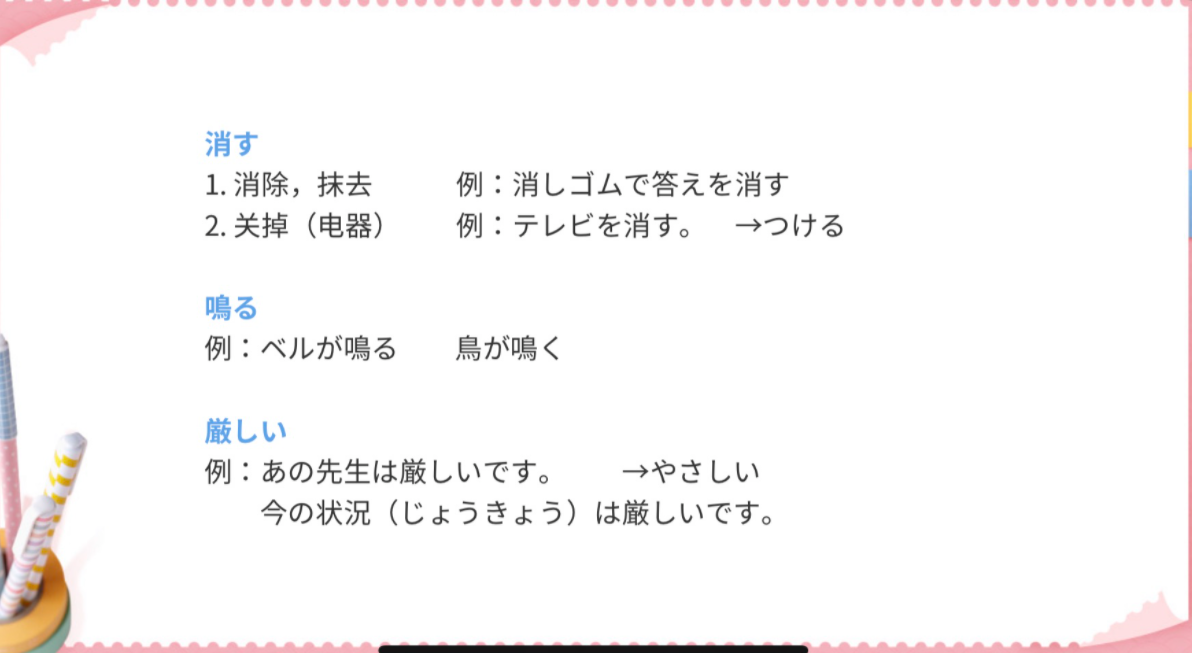 消す
1. 消除，抹去　　　例：消しゴムで答えを消す
2. 关掉（电器）　　例：テレビを消す。　→つける
鳴る
例：ベルが鳴る　　鳥が鳴く
厳しい
例：あの先生は厳しいです。　　→やさしい
今の状況（じょうきょう）は厳しいです。